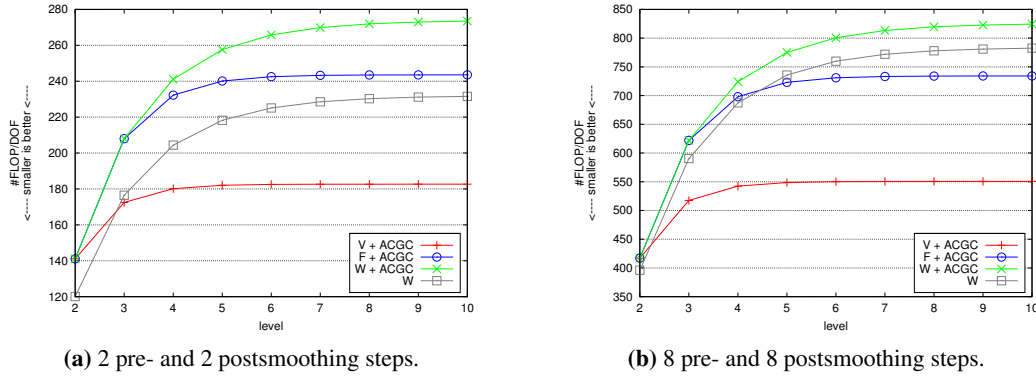 280
260
240
220
200
180
160
140
120
#FLOP/DOF
<---- smaller is better <----
2 3 4 5 6 7 8 9 10
level
V + ACGC
F + ACGC
W + ACGC
W
(a) 2 pre- and 2 postsmoothing steps.
850
800
750
700
650
600
550
500
450
400
350
#FLOP/DOF
<---- smaller is better <----
2 3 4 5 6 7 8 9 10
level
V + ACGC
F + ACGC
W + ACGC
W
(b) 8 pre- and 8 postsmoothing steps.